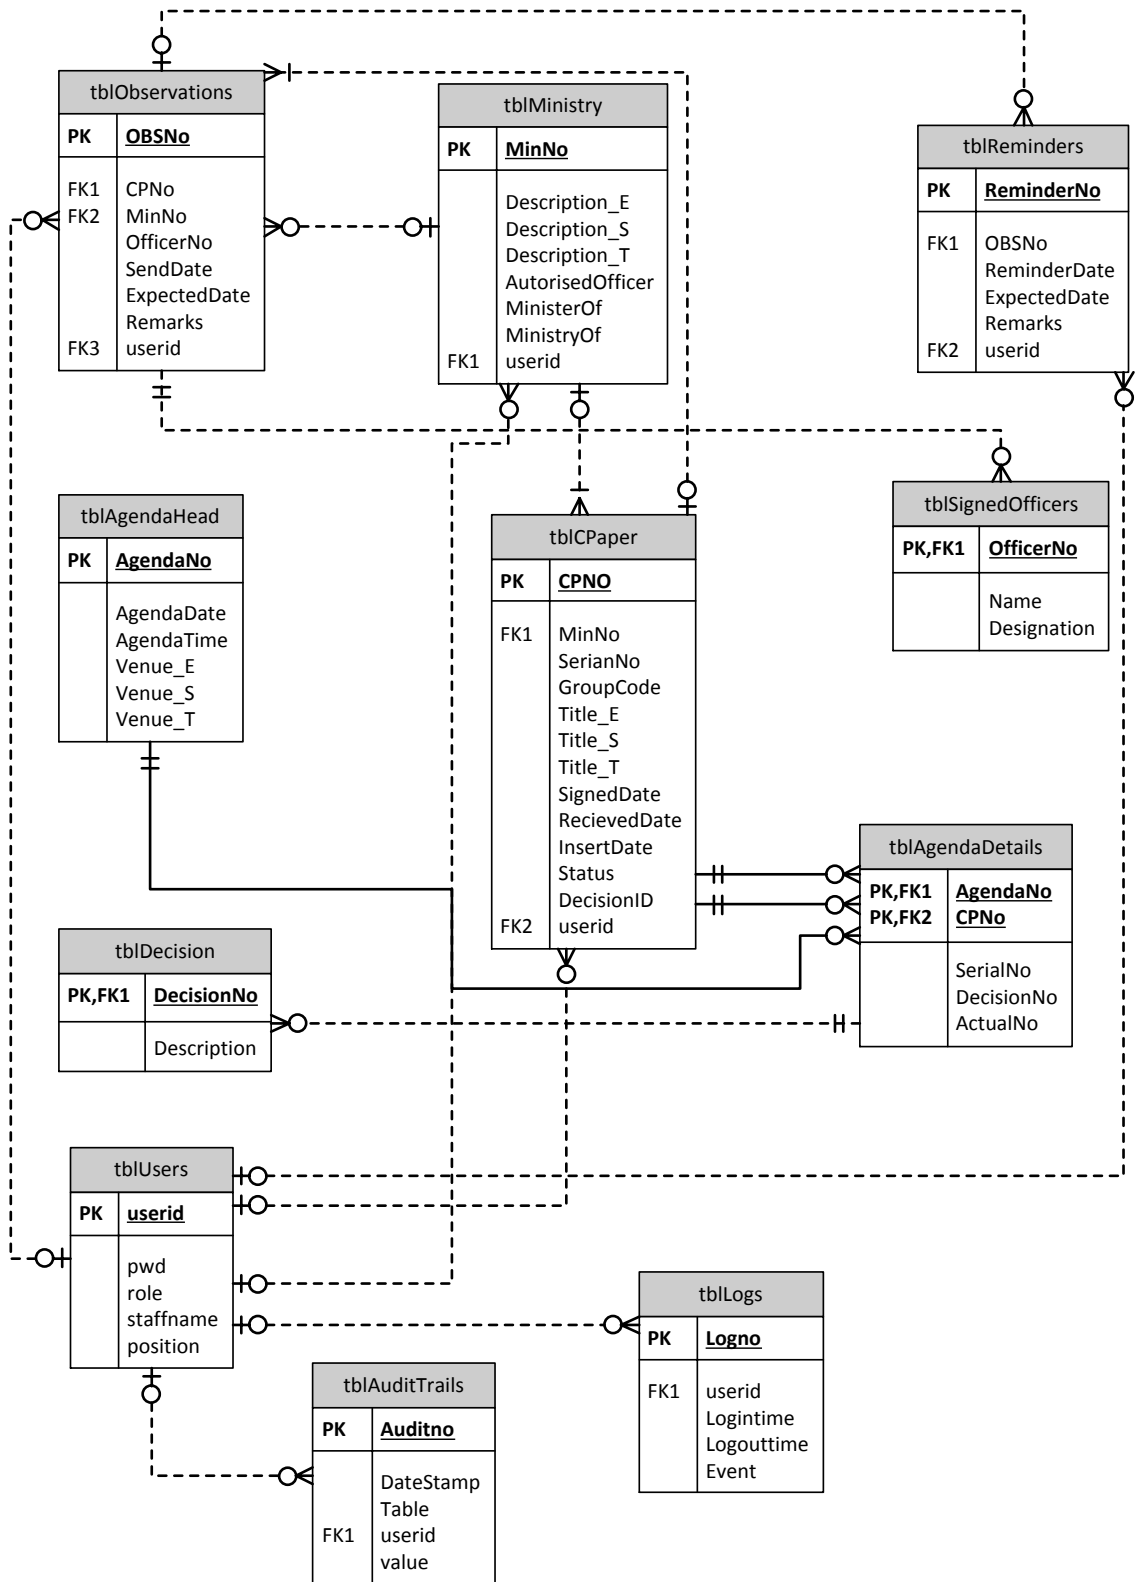 tblObservations
PK OBSNo
FK1 CPNo
FK2 MinNo
OfficerNo
SendDate
ExpectedDate
Remarks
FK3 userid
tblMinistry
PK MinNo
Description_E
Description_S
Description_T
AutorisedOfficer
MinisterOf
MinistryOf
FK1 userid
tblReminders
PK ReminderNo
FK1 OBSNo
ReminderDate
ExpectedDate
Remarks
FK2 userid
tblAgendaHead
PK AgendaNo
AgendaDate
AgendaTime
Venue_E
Venue_S
Venue_T
tblCPaper
PK CPNO
FK1 MinNo
SerianNo
GroupCode
Title_E
Title_S
Title_T
SignedDate
RecievedDate
InsertDate
Status
DecisionID
FK2 userid
tblSignedOfficers
PK,FK1 OfficerNo
Name
Designation
tblAgendaDetails
PK,FK1 AgendaNo
PK,FK2 CPNo
SerialNo
DecisionNo
ActualNo
tblDecision
PK,FK1 DecisionNo
Description
tblUsers
PK userid
pwd
role
staffname
position
tblLogs
PK Logno
FK1 userid
Logintime
Logouttime
Event
tblAuditTrails
PK Auditno
DateStamp
Table
FK1 userid
value